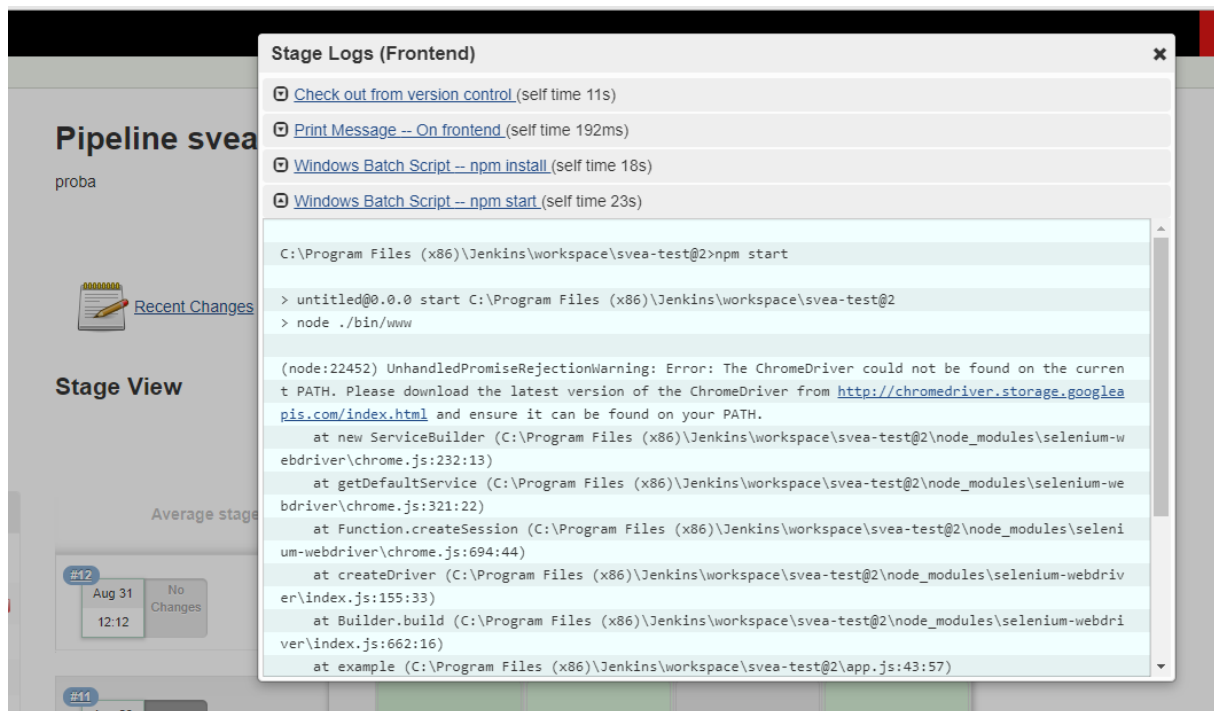 Stage Logs (Frontend)
Check out from version control (self time 11s)
Print Message -- On frontend (self time 192ms)
Windows Batch Script -- npm install (self time 18s)
Windows Batch Script -- npm start (self time 23s)
C:\Program Files (x86)\Jenkins\workspace\svea-test@2>npm start
> untitled@0.0.0 start C:\Program Files (x86)\Jenkins\workspace\svea-test@2
> node ./bin/www
(node:22452) UnhandledPromiseRejectionWarning: Error: The ChromeDriver could not be found on the curren
t PATH. Please download the latest version of the ChromeDriver from http://chromedriver.storage.googlea
pis.com/index.html and ensure it can be found on your PATH.
at new ServiceBuilder (C:\Program Files (x86)\Jenkins\workspace\svea-test@2\node_modules\selenium-w
ebdriver\chrome.js:232:13)
at getDefaultService (C:\Program Files (x86)\Jenkins\workspace\svea-test@2\node_modules\selenium-we
bdriver\chrome.js:321:22)
at Function.createSession (C:\Program Files (x86)\Jenkins\workspace\svea-test@2\node_modules\seleni
um-webdriver\chrome.js:694:44)
at createDriver (C:\Program Files (x86)\Jenkins\workspace\svea-test@2\node_modules\selenium-webdriv
er\index.js:155:33)
at Builder.build (C:\Program Files (x86)\Jenkins\workspace\svea-test@2\node_modules\selenium-webdri
ver\index.js:662:16)
at example (C:\Program Files (x86)\Jenkins\workspace\svea-test@2\app.js:43:57)
Pipeline svea
proba
Recent Changes
Stage View
Average stage
#12
Aug 31
12:12
No
Changes
#11